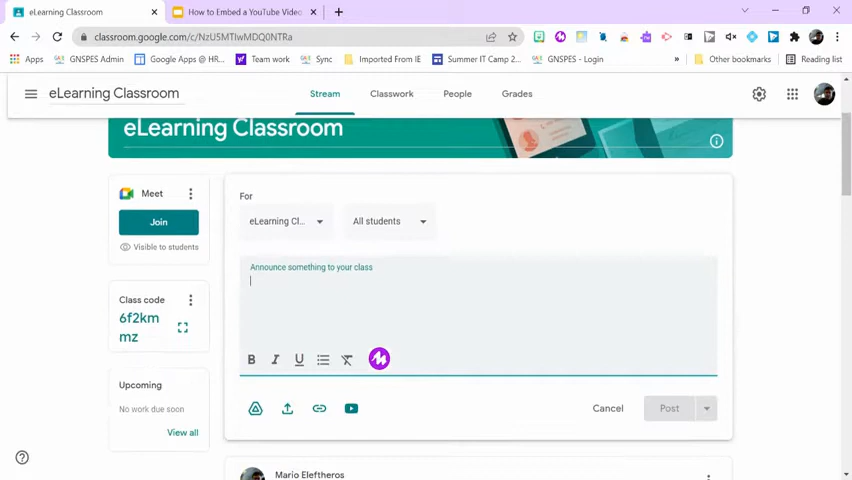 eLearning Classroom
How to Embed a YouTube Video
classroom.google.com/c/NzU5MTIwMDQ0NTRa
Apps
GNSPES Admin
Google Apps @ HR...
Team work
Sync
Imported From IE
Summer IT Camp 2...
GNSPES - Login
»
Other bookmarks
Reading list
eLearning Classroom
Stream
Classwork
People
Grades
eLearning Classroom
Meet
Join
Visible to students
Class code
6f2km
mz
Upcoming
No work due soon
View all
For
eLearning Cl...
All students
Announce something to your class
B I U
Cancel
Post
Mario Eleftheros